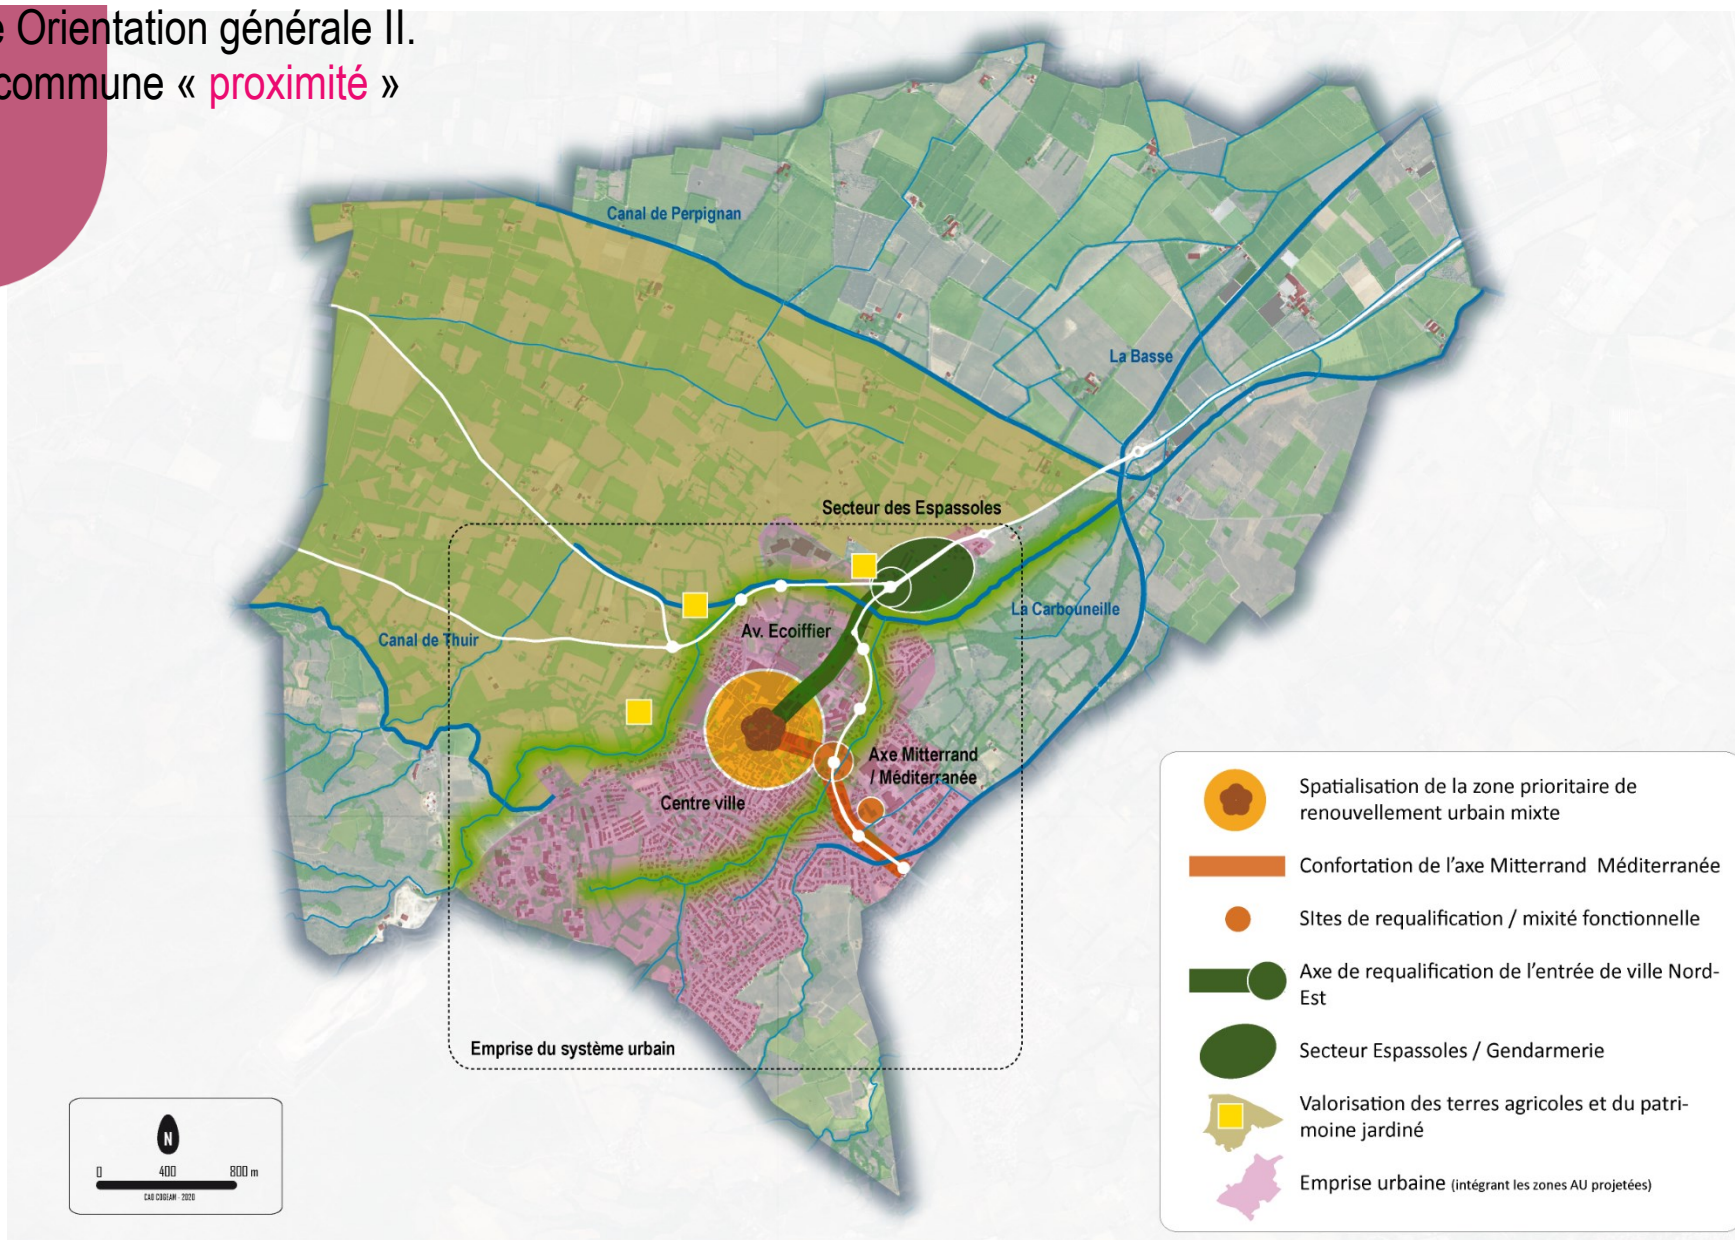 e Orientation générale II.
commune « proximité »
Canal de Perpignan
La Basse
Secteur des Espassoles
La Carbouneille
Av. Ecoiffier
Canal de Thuir
Axe Mitterrand
/ Méditerranée
Centre ville
Emprise du système urbain
N
0 400 800 m
CAO COGEAM - 2020
Spatialisation de la zone prioritaire de
renouvellement urbain mixte
Confortation de l'axe Mitterrand Méditerranée
SItes de requalification / mixité fonctionnelle
Axe de requalification de l'entrée de ville Nord-
Est
Secteur Espassoles / Gendarmerie
Valorisation des terres agricoles et du patri-
moine jardiné
Emprise urbaine (intégrant les zones AU projetées)